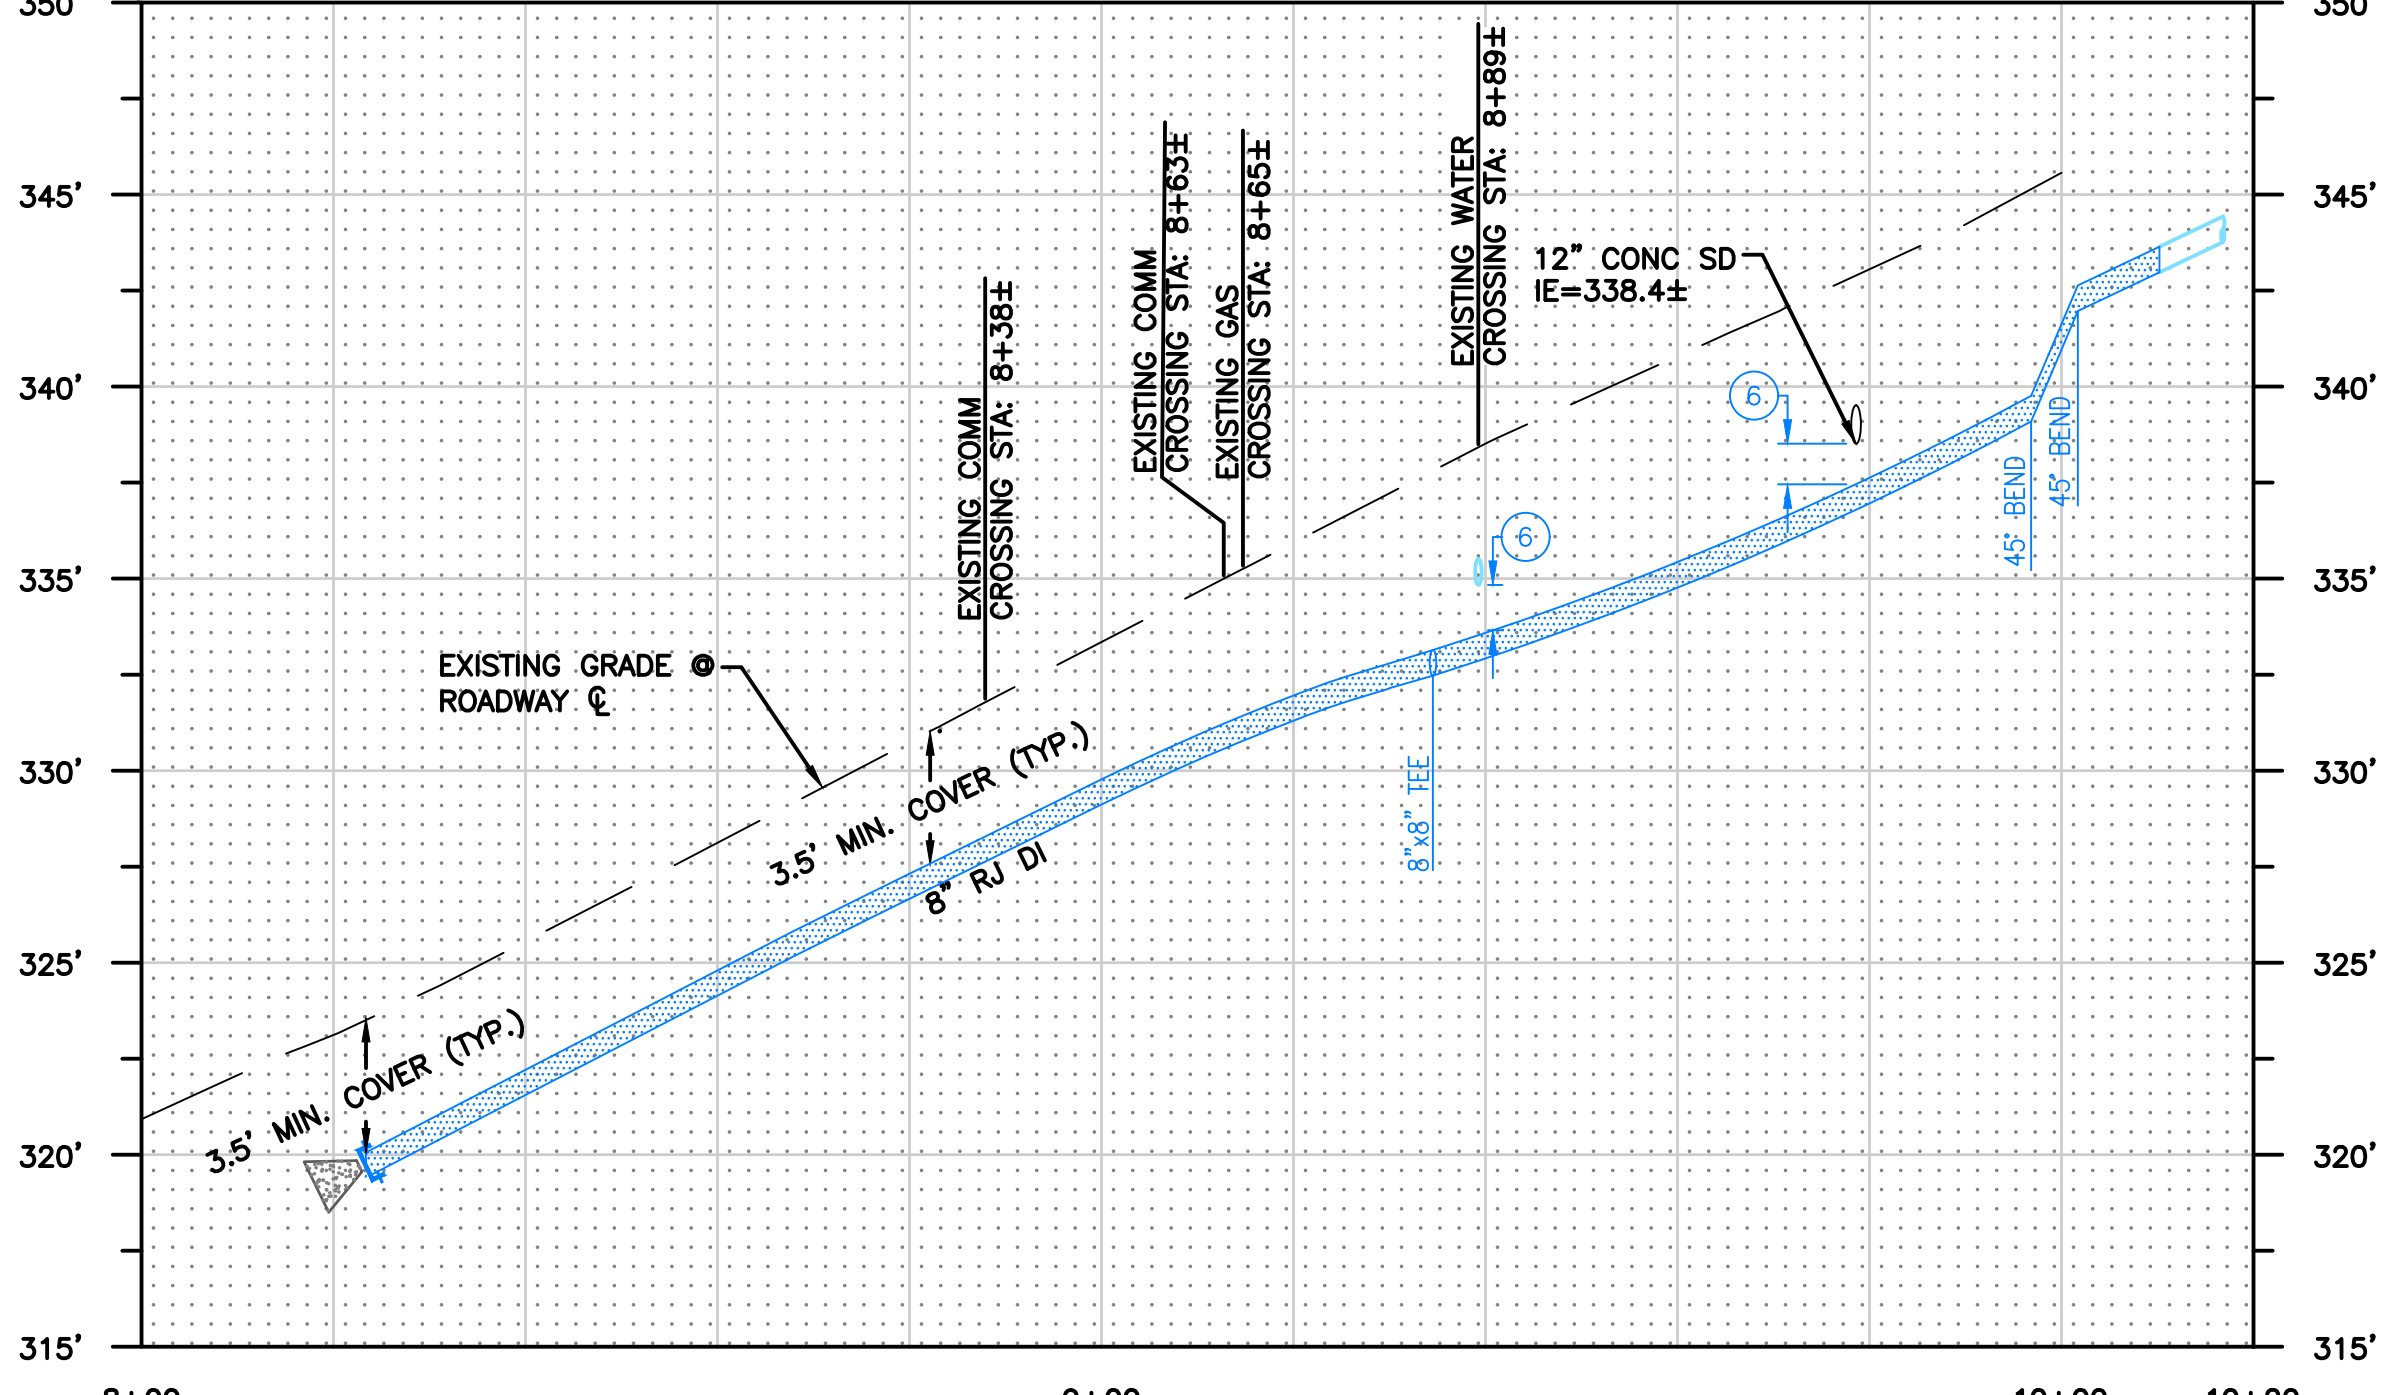 350'
350'
345'
345'
340'
340'
335'
335'
330'
330'
325'
325'
320'
320'
315'
315'
EXISTING GRADE @
ROADWAY ℄
EXISTING COMM
CROSSING STA: 8+38±
EXISTING COMM
CROSSING STA: 8+63±
EXISTING GAS
CROSSING STA: 8+65±
EXISTING WATER
CROSSING STA: 8+89±
12" CONC SD
IE=338.4±
6
6
45° BEND
45° BEND
8"x8" TEE
3.5' MIN. COVER (TYP.)
8" RJ DI
3.5' MIN. COVER (TYP.)